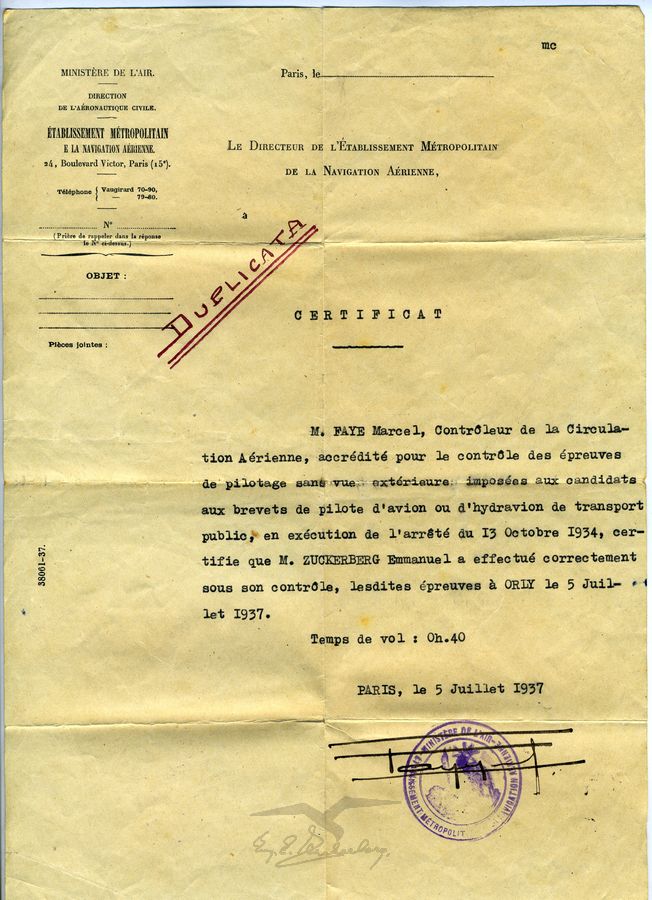 mc
MINISTÈRE DE L'AIR.
Paris, le
DIRECTION
DE L'AÉRONAUTIQUE CIVILE.
ÉTABLISSEMENT MÉTROPOLITAIN
E LA NAVIGATION AÉRIENNE.
24, Boulevard Victor, Paris (15e).
Téléphone { Vaugirard 70-90,
— 79-80.
N°
(Prière de rappeler dans la réponse
le N° ci-dessus.)
OBJET :
Pièces jointes :
LE DIRECTEUR DE L'ÉTABLISSEMENT MÉTROPOLITAIN
DE LA NAVIGATION AÉRIENNE,
à
DUPLICATA
CERTIFICAT
M. FAYE Marcel, Contrôleur de la Circula-
tion Aérienne, accrédité pour le contrôle des épreuves
de pilotage sans vue extérieure imposées aux candidats
aux brevets de pilote d'avion ou d'hydravion de transport
public, en exécution de l'arrêté du 13 Octobre 1934, cer-
tifie que M. ZUCKERBERG Emmanuel a effectué correctement
sous son contrôle, lesdites épreuves à ORLY le 5 Juil-
let 1937.
Temps de vol : 0h.40
PARIS, le 5 Juillet 1937
38061-37.
MINISTÈRE DE L'AIR
NAVIGATION